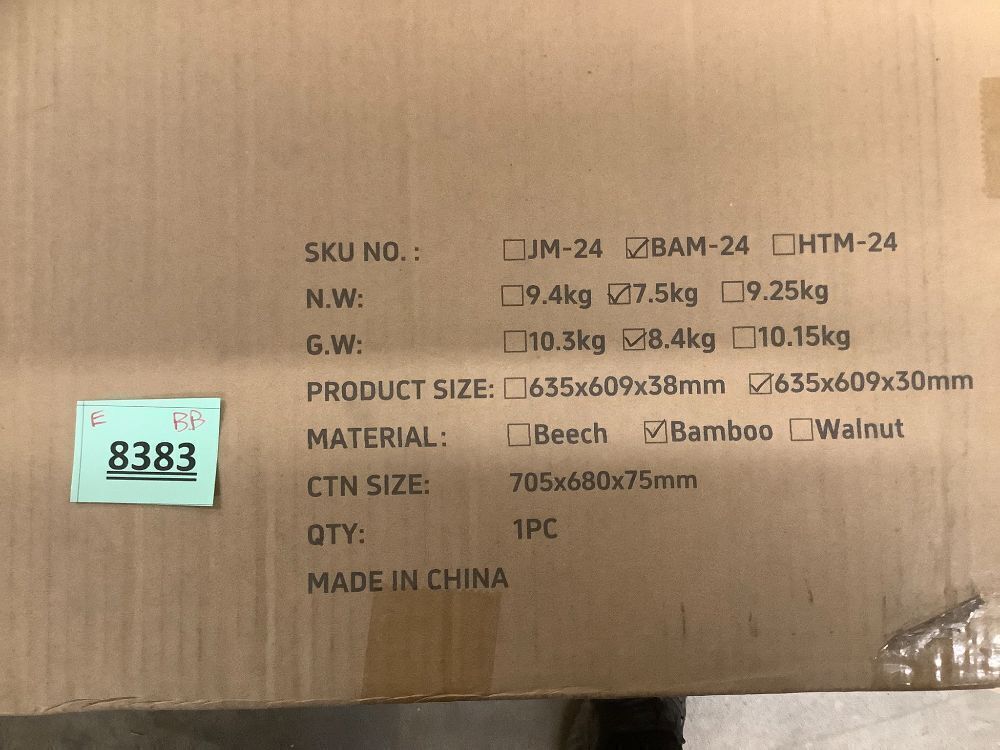 SKU NO. : ☐JM-24 ☑BAM-24 ☐HTM-24
N.W: ☐9.4kg ☑7.5kg ☐9.25kg
G.W: ☐10.3kg ☑8.4kg ☐10.15kg
PRODUCT SIZE: ☐635x609x38mm ☑635x609x30mm
MATERIAL: ☐Beech ☑Bamboo ☐Walnut
CTN SIZE: 705x680x75mm
QTY: 1PC
MADE IN CHINA
E BB
8383